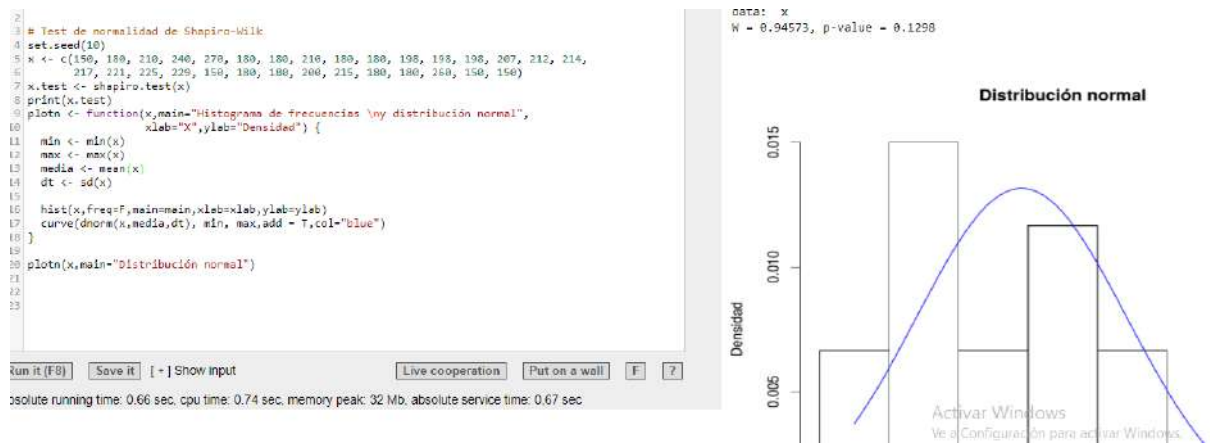 2
3 # Test de normalidad de Shapiro-Wilk
4 set.seed(10)
5 x <- c(150, 180, 210, 240, 270, 180, 180, 210, 180, 180, 198, 198, 198, 207, 212, 214,
6 217, 221, 225, 229, 150, 180, 180, 200, 215, 180, 180, 260, 150, 150)
7 x.test <- shapiro.test(x)
8 print(x.test)
9 plotn <- function(x,main="Histograma de frecuencias \ny distribución normal",
10 xlab="X",ylab="Densidad") {
11 min <- min(x)
12 max <- max(x)
13 media <- mean(x)
14 dt <- sd(x)
15
16 hist(x,freq=F,main=main,xlab=xlab,ylab=ylab)
17 curve(dnorm(x,media,dt), min, max,add = T,col="blue")
18 }
19
20 plotn(x,main="Distribución normal")
21
22
23
Run it (F8) Save it [ + ] Show input Live cooperation Put on a wall F ?
absolute running time: 0.66 sec, cpu time: 0.74 sec, memory peak: 32 Mb, absolute service time: 0,67 sec
data: x
W = 0.94573, p-value = 0.1298
Distribución normal
0.015
0.010
0.005
Densidad
Activar Windows
Ve a Configuración para activar Windows.